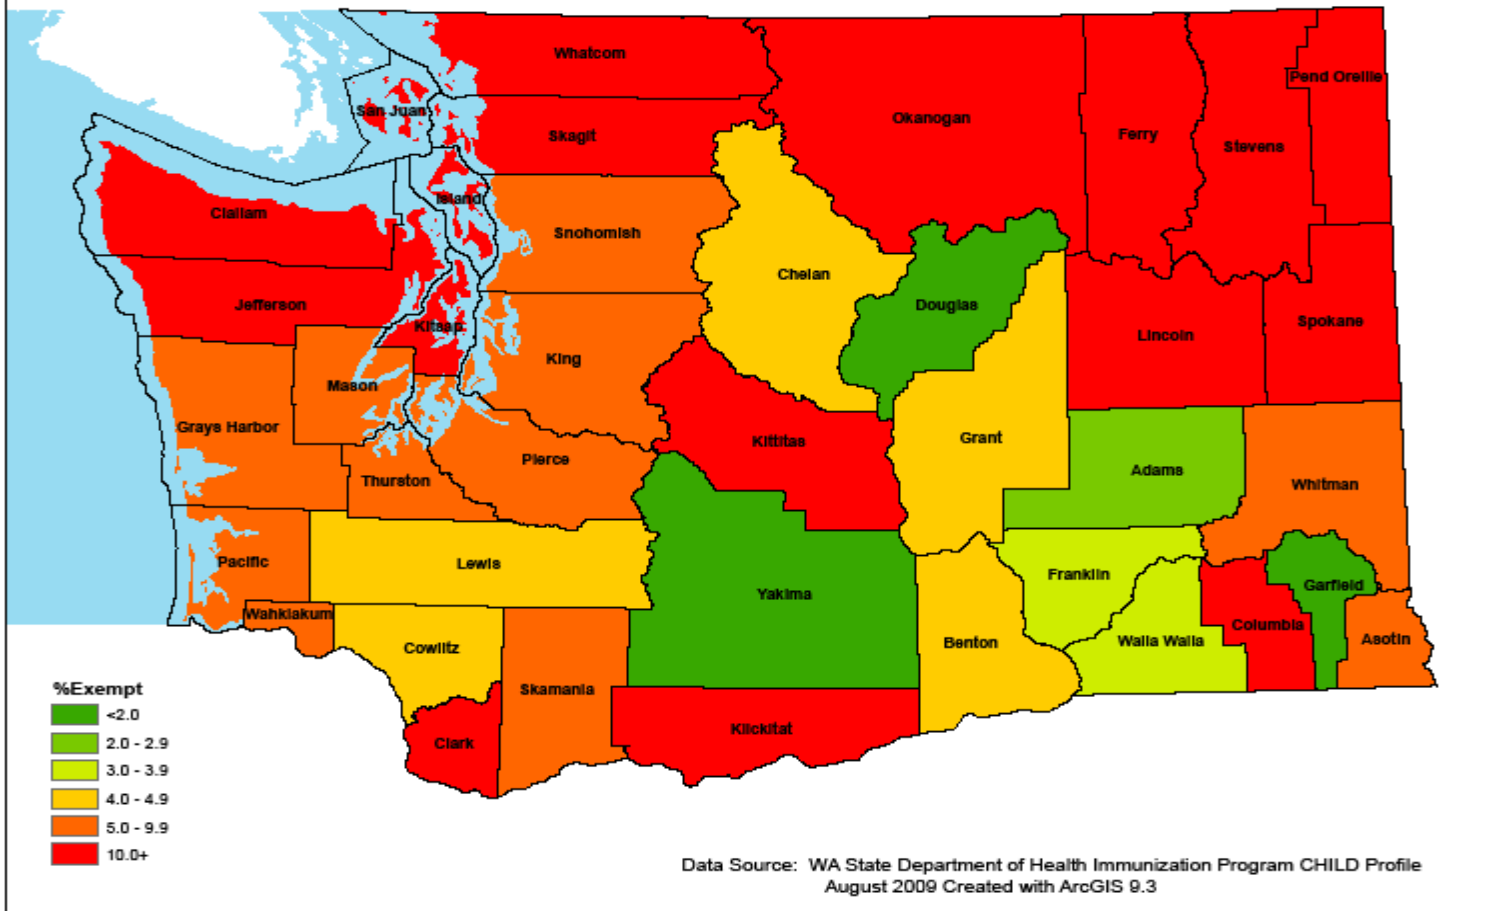 Whatcom
San Juan
Skagit
Okanogan
Ferry
Stevens
Pend Oreille
Clallam
Island
Snohomish
Chelan
Jefferson
Kitsap
Douglas
Lincoln
Spokane
King
Mason
Grays Harbor
Kittitas
Grant
Pierce
Thurston
Adams
Whitman
Pacific
Lewis
Yakima
Franklin
Garfield
Wahkiakum
Cowlitz
Benton
Walla Walla
Columbia
Asotin
Skamania
Clark
Klickitat
%Exempt
<2.0
2.0 - 2.9
3.0 - 3.9
4.0 - 4.9
5.0 - 9.9
10.0+
Data Source: WA State Department of Health Immunization Program CHILD Profile
August 2009 Created with ArcGIS 9.3